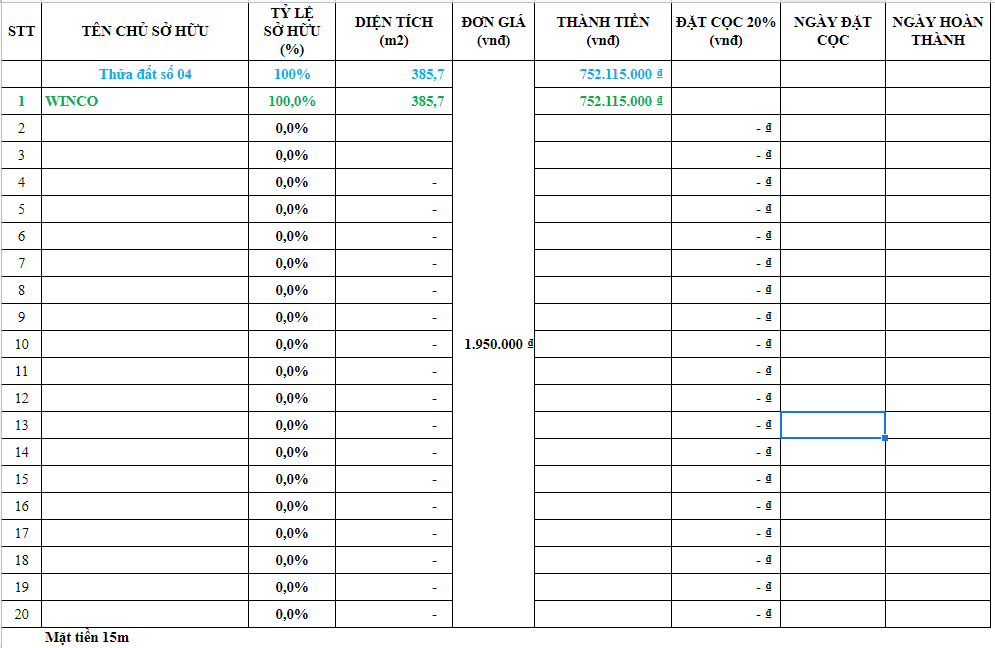 STT TÊN CHỦ SỞ HỮU TỶ LỆ SỞ HỮU (%) DIỆN TÍCH (m2) ĐƠN GIÁ (vnđ) THÀNH TIỀN (vnđ) ĐẶT CỌC 20% (vnđ) NGÀY ĐẶT CỌC NGÀY HOÀN THÀNH
Thửa đất số 04 100% 385,7 752.115.000 ₫
1 WINCO 100,0% 385,7 752.115.000 ₫
2 0,0% - ₫
3 0,0% - ₫
4 0,0% - - ₫
5 0,0% - - ₫
6 0,0% - - ₫
7 0,0% - - ₫
8 0,0% - - ₫
9 0,0% - - ₫
10 0,0% - 1.950.000 ₫ - ₫
11 0,0% - - ₫
12 0,0% - - ₫
13 0,0% - - ₫
14 0,0% - - ₫
15 0,0% - - ₫
16 0,0% - - ₫
17 0,0% - - ₫
18 0,0% - - ₫
19 0,0% - - ₫
20 0,0% - - ₫
Mặt tiền 15m